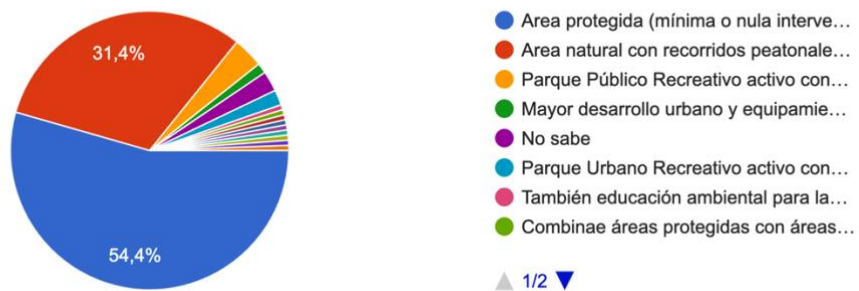 31,4%
54,4%
Area protegida (mínima o nula interve…
Area natural con recorridos peatonale…
Parque Público Recreativo activo con…
Mayor desarrollo urbano y equipamie…
No sabe
Parque Urbano Recreativo activo con…
También educación ambiental para la…
Combinae áreas protegidas con áreas…
1/2